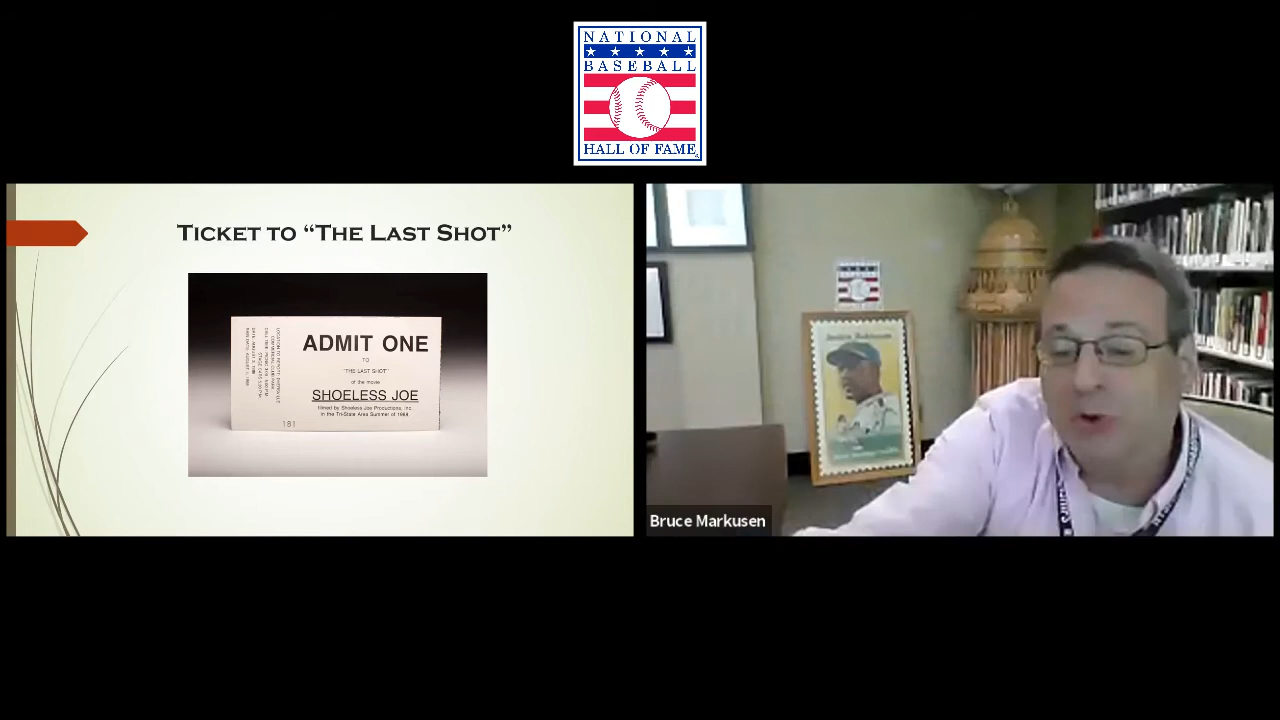 NATIONAL
BASEBALL
HALL OF FAME
TICKET TO “THE LAST SHOT”
ADMIT ONE
TO
"THE LAST SHOT"
of the movie
SHOELESS JOE
filmed by Shoeless Joe Productions, Inc.
in the Tri-State Area Summer of 1988
181
Bruce Markusen